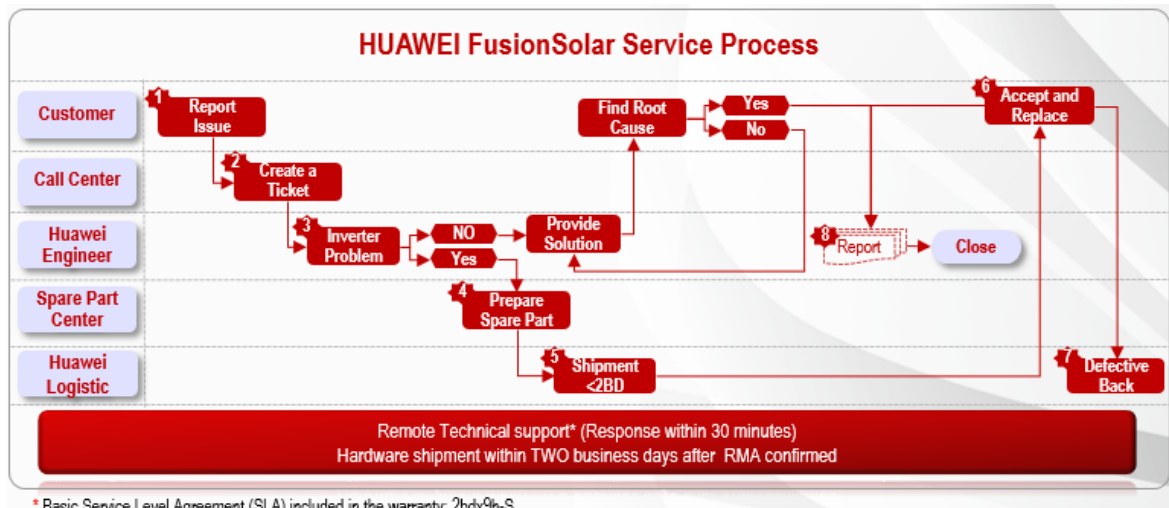 HUAWEI FusionSolar Service Process
Customer
1
Report
Issue
Find Root
Cause
Yes
No
6
Accept and
Replace
Call Center
2
Create a
Ticket
Huawei
Engineer
3
Inverter
Problem
NO
Yes
Provide
Solution
8
Report
Close
Spare Part
Center
4
Prepare
Spare Part
Huawei
Logistic
5
Shipment
<2BD
7
Defective
Back
Remote Technical support* (Response within 30 minutes)
Hardware shipment within TWO business days after RMA confirmed
* Basic Service Level Agreement (SLA) included in the warranty: 2bdx9h-S